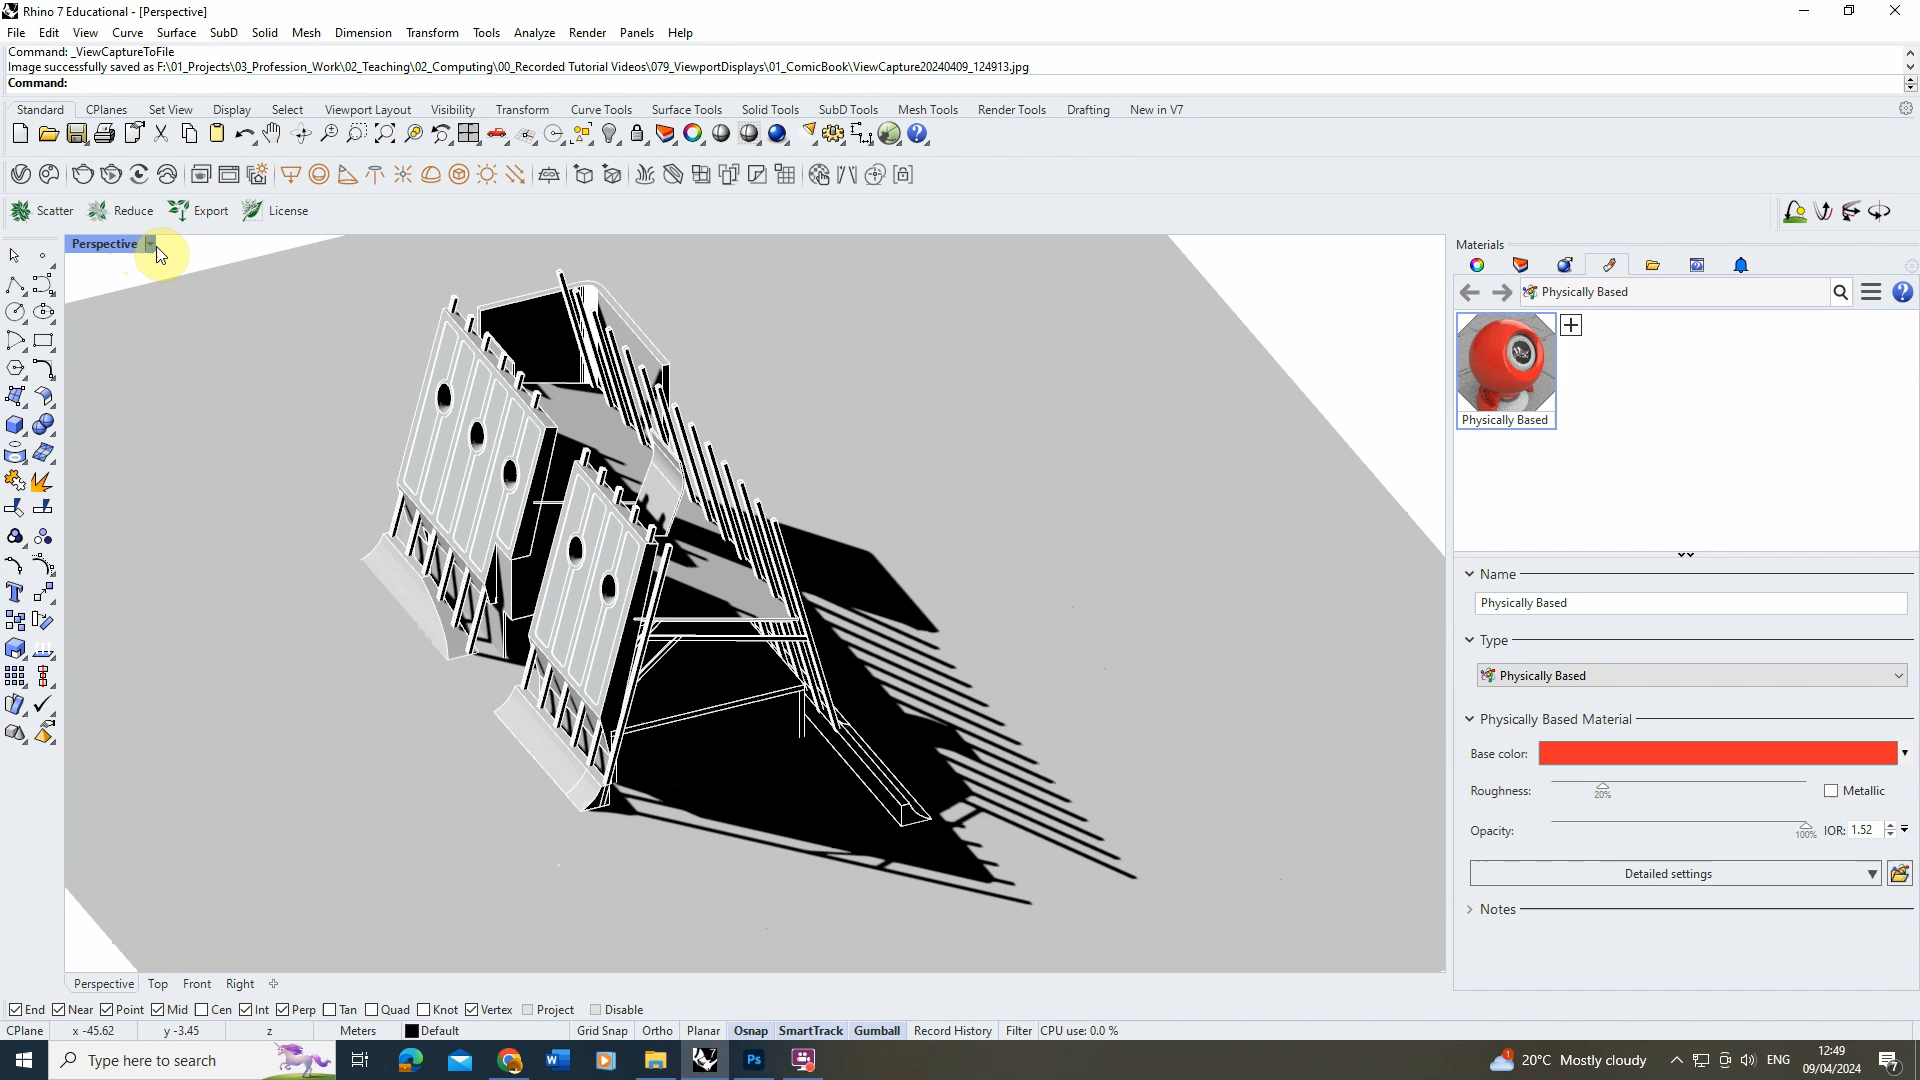 Rhino 7 Educational - [Perspective]
File Edit View Curve Surface SubD Solid Mesh Dimension Transform Tools Analyze Render Panels Help
Command: _ViewCaptureToFile
Image successfully saved as F:\01_Projects\03_Profession_Work\02_Teaching\02_Computing\00_Recorded Tutorial Videos\079_ViewportDisplays\01_ComicBook\ViewCapture20240409_124913.jpg
Command:
Standard CPlanes Set View Display Select Viewport Layout Visibility Transform Curve Tools Surface Tools Solid Tools SubD Tools Mesh Tools Render Tools Drafting New in V7
Scatter Reduce Export License
Perspective
Materials
Physically Based
Physically Based
Name
Physically Based
Type
Physically Based
Physically Based Material
Base color:
Roughness: 20% Metallic
Opacity: 100% IOR: 1.52
Detailed settings
Notes
Perspective Top Front Right
End Near Point Mid Cen Int Perp Tan Quad Knot Vertex Project Disable
CPlane x -45.62 y -3.45 z Meters Default Grid Snap Ortho Planar Osnap SmartTrack Gumball Record History Filter CPU use: 0.0 %
Type here to search
Ps
20°C Mostly cloudy
ENG
12:49
09/04/2024
7